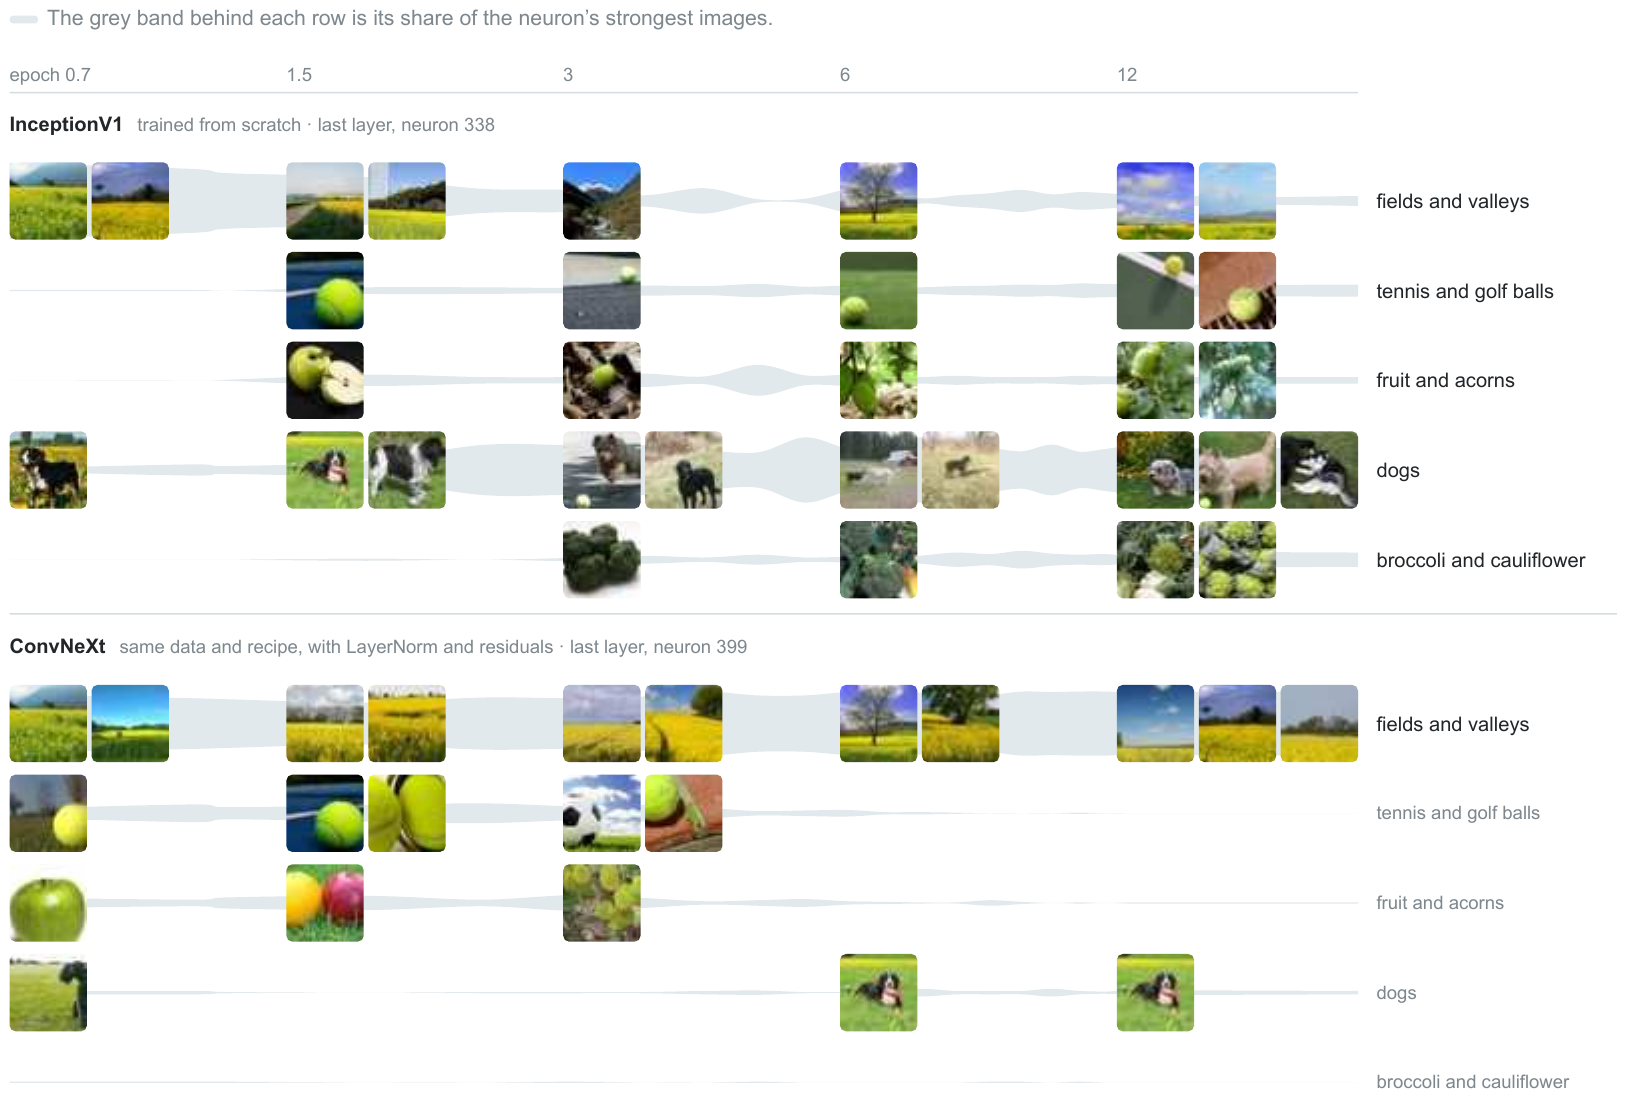 The grey band behind each row is its share of the neuron’s strongest images.
epoch 0.7 1.5 3 6 12
InceptionV1 trained from scratch · last layer, neuron 338
fields and valleys
tennis and golf balls
fruit and acorns
dogs
broccoli and cauliflower
ConvNeXt same data and recipe, with LayerNorm and residuals · last layer, neuron 399
fields and valleys
tennis and golf balls
fruit and acorns
dogs
broccoli and cauliflower